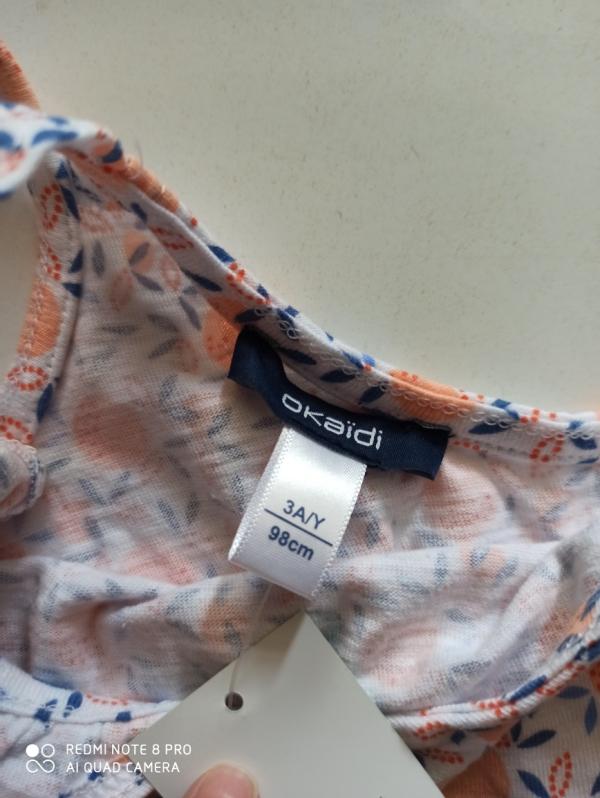 okaïdi
3A/Y
98cm
REDMI NOTE 8 PRO
AI QUAD CAMERA